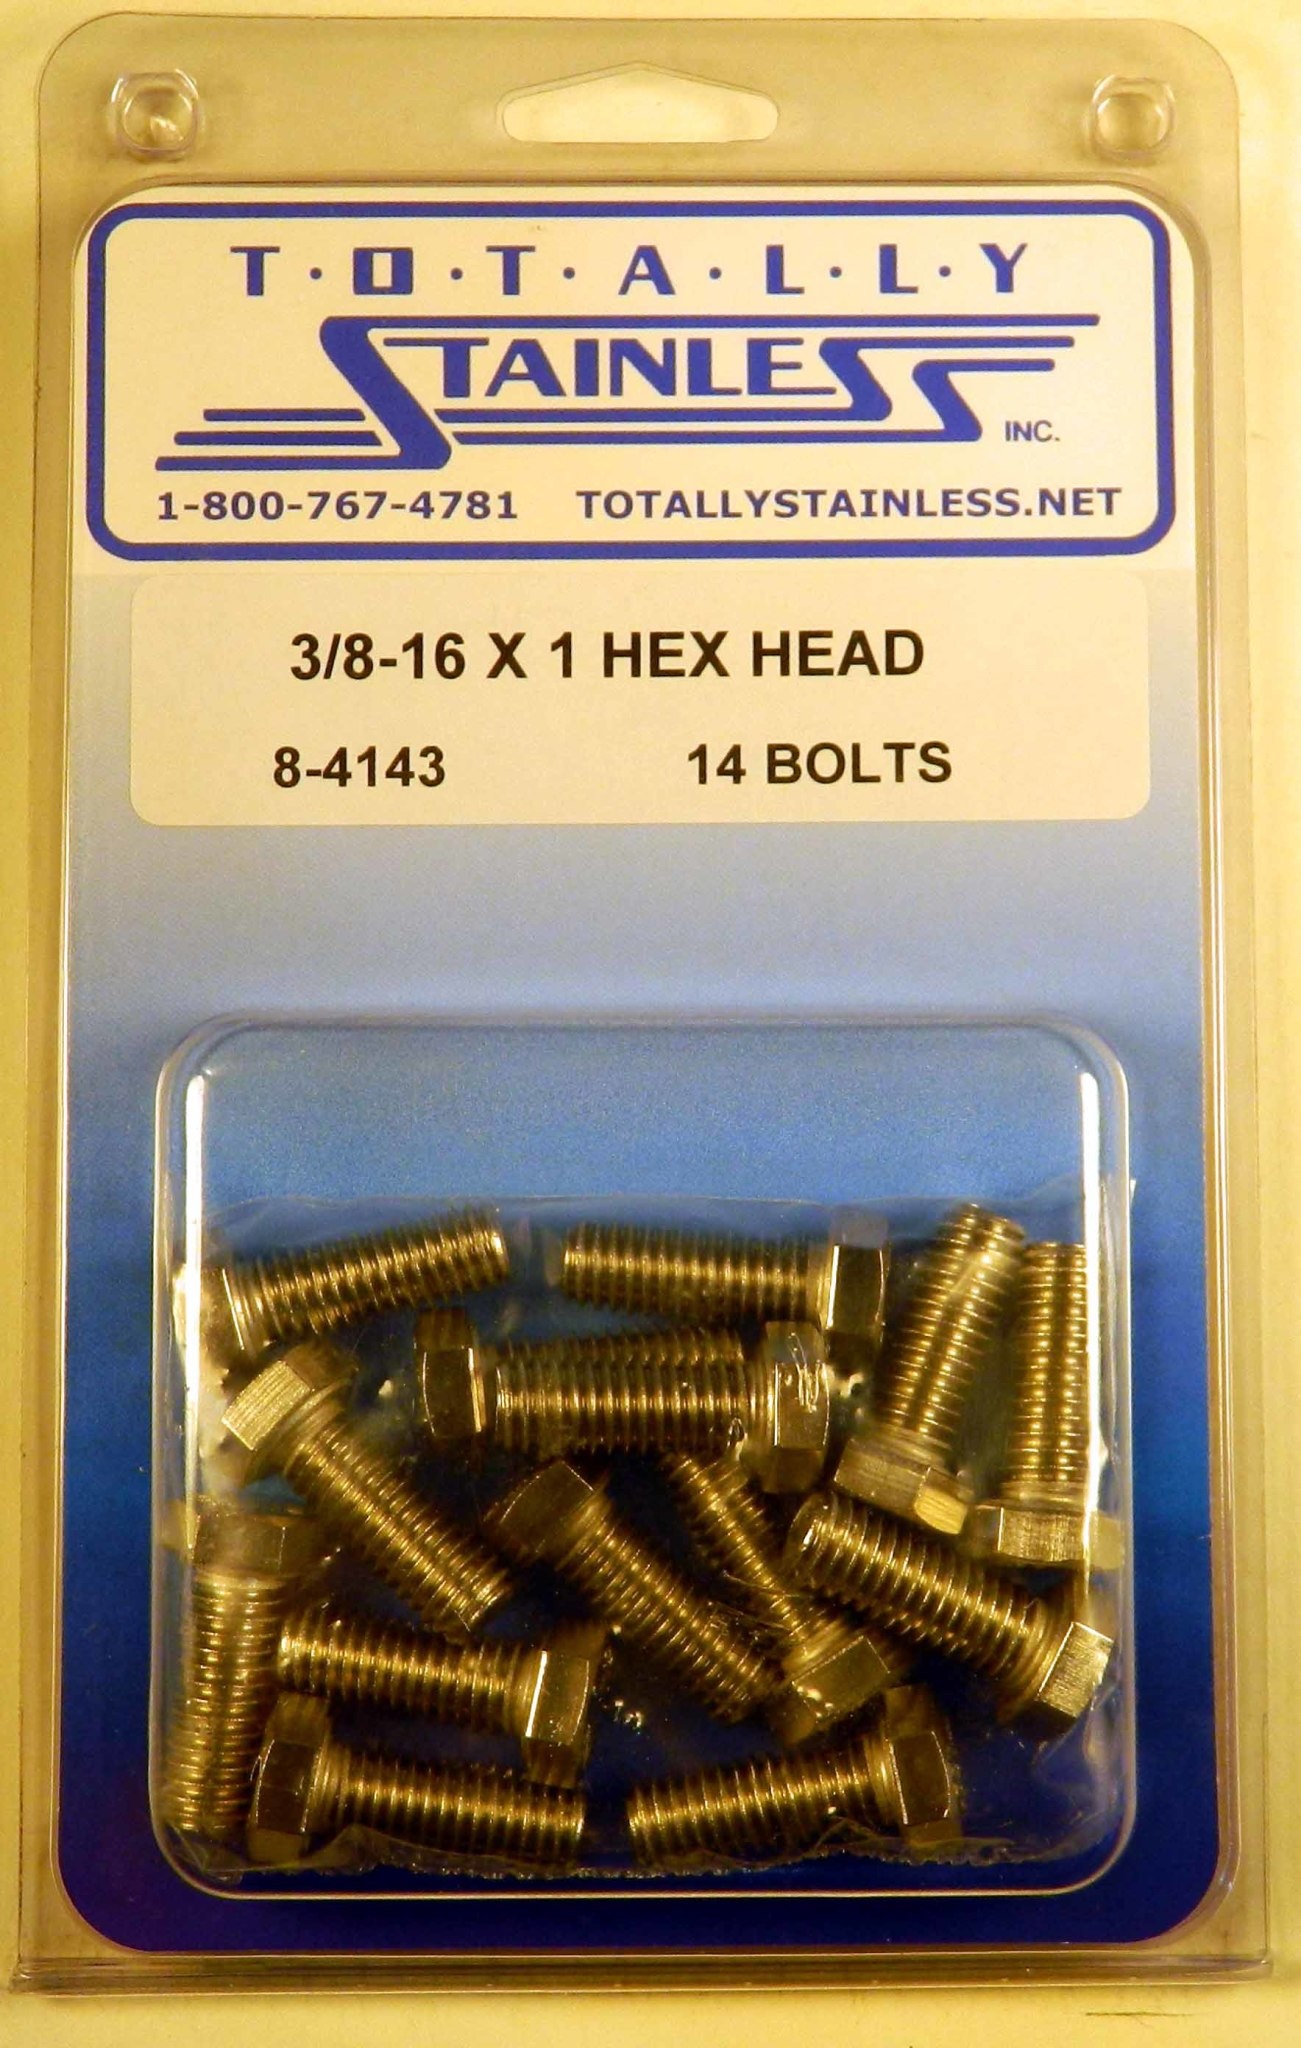 T·O·T·A·L·L·Y
STAINLESS INC.
1-800-767-4781 TOTALLYSTAINLESS.NET
3/8-16 X 1 HEX HEAD
8-4143 14 BOLTS